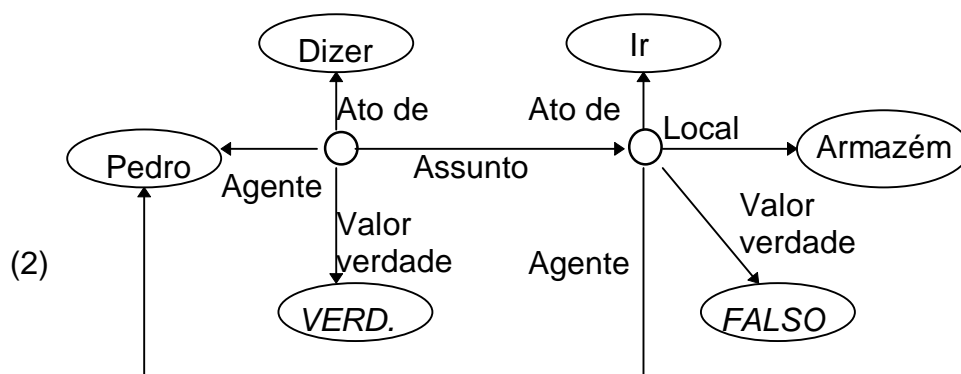 Dizer
Ir
Ato de
Ato de
Local
Pedro
Armazém
Agente
Assunto
Valor
verdade
Valor
verdade
(2)
Agente
VERD.
FALSO